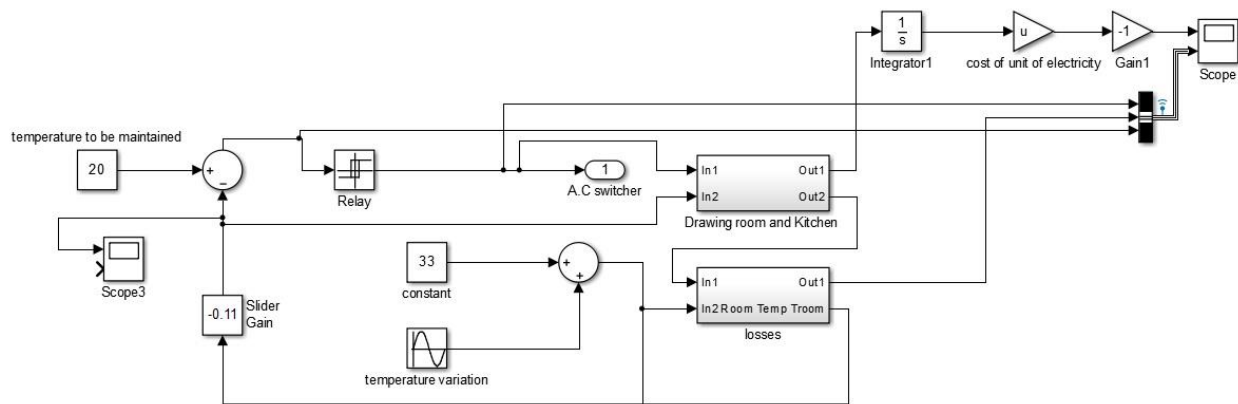 1
s
Integrator1
u
cost of unit of electricity
-1
Gain1
Scope
temperature to be maintained
20
+
−
Relay
1
A.C switcher
In1
Out1
In2
Out2
Drawing room and Kitchen
Scope3
33
constant
+
+
In1
Out1
In2 Room Temp Troom
losses
-0.11
Slider
Gain
temperature variation